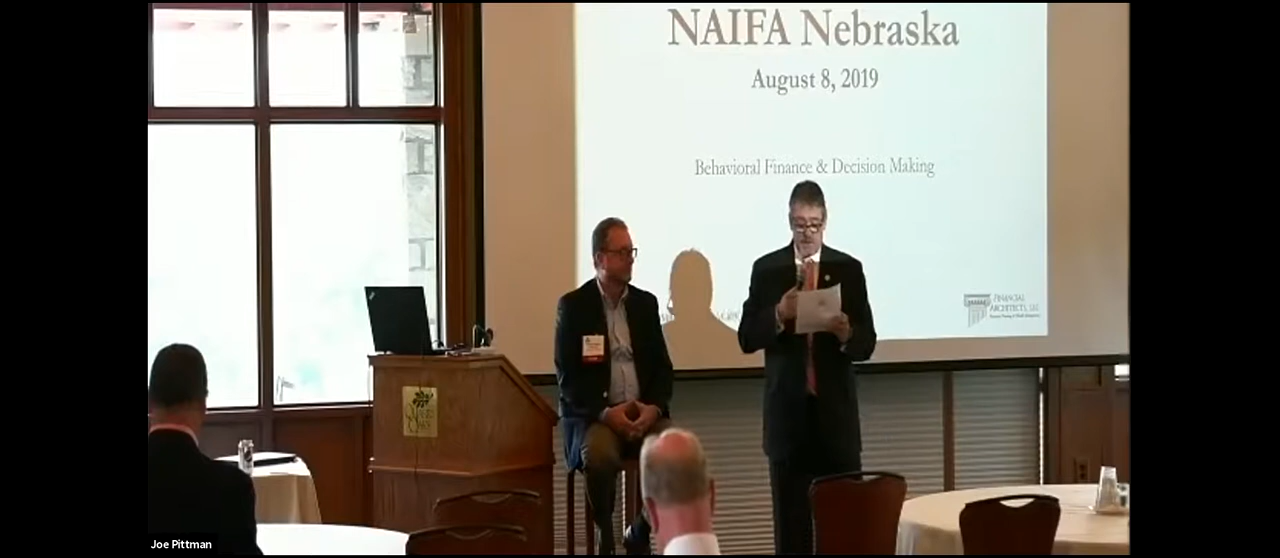 NAIFA Nebraska
August 8, 2019
Behavioral Finance & Decision Making
FINANCIAL
ARCHITECTS, LLC
Joe Pittman